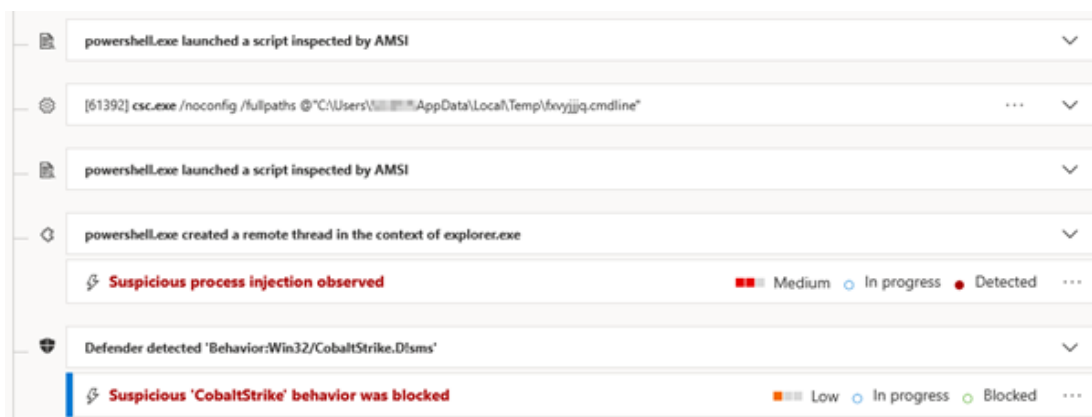 powershell.exe launched a script inspected by AMSI
[61392] csc.exe /noconfig /fullpaths @"C:\Users\ \AppData\Local\Temp\fxvyjjjq.cmdline" ...
powershell.exe launched a script inspected by AMSI
powershell.exe created a remote thread in the context of explorer.exe
Suspicious process injection observed Medium In progress Detected ...
Defender detected 'Behavior:Win32/CobaltStrike.D!sms'
Suspicious 'CobaltStrike' behavior was blocked Low In progress Blocked ...